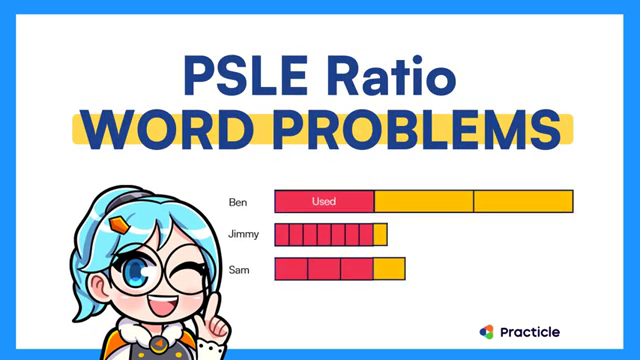 PSLE Ratio
WORD PROBLEMS
Ben
Used
Jimmy
Sam
Practicle